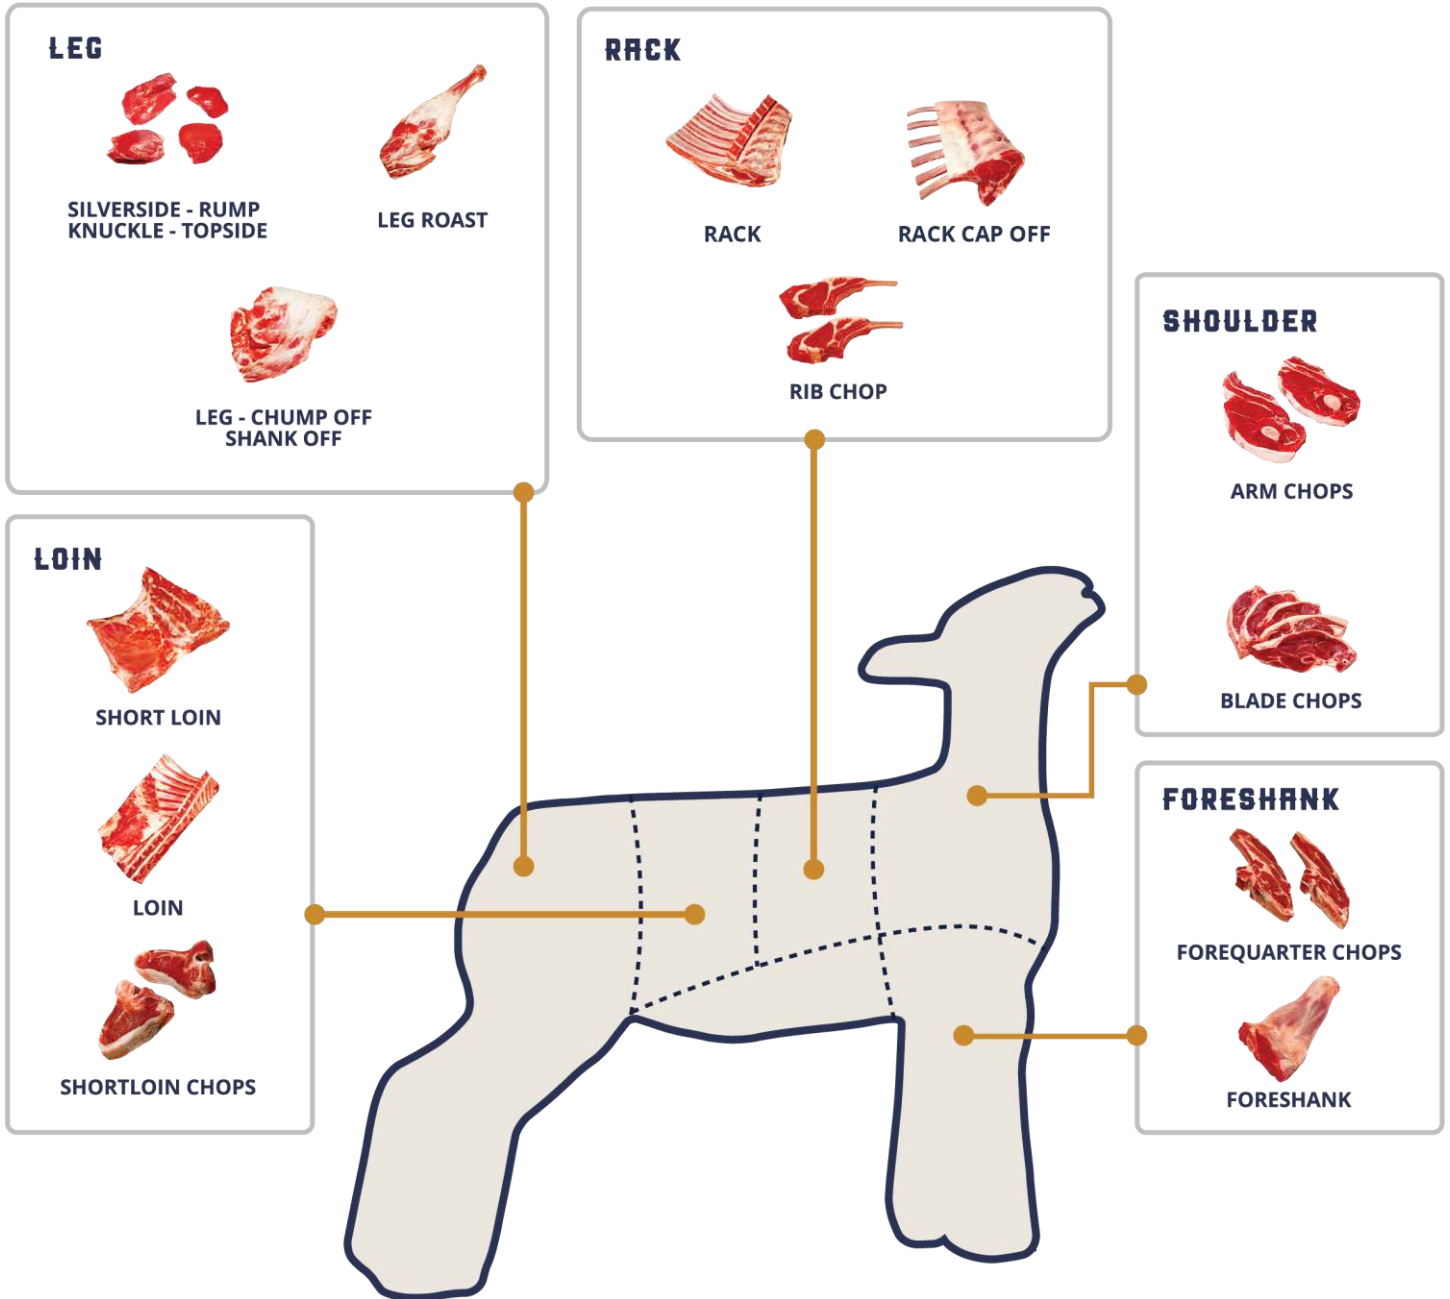 LEG
SILVERSIDE - RUMP
KNUCKLE - TOPSIDE
LEG ROAST
LEG - CHUMP OFF
SHANK OFF
RACK
RACK
RACK CAP OFF
RIB CHOP
SHOULDER
ARM CHOPS
BLADE CHOPS
LOIN
SHORT LOIN
LOIN
SHORTLOIN CHOPS
FORESHANK
FOREQUARTER CHOPS
FORESHANK